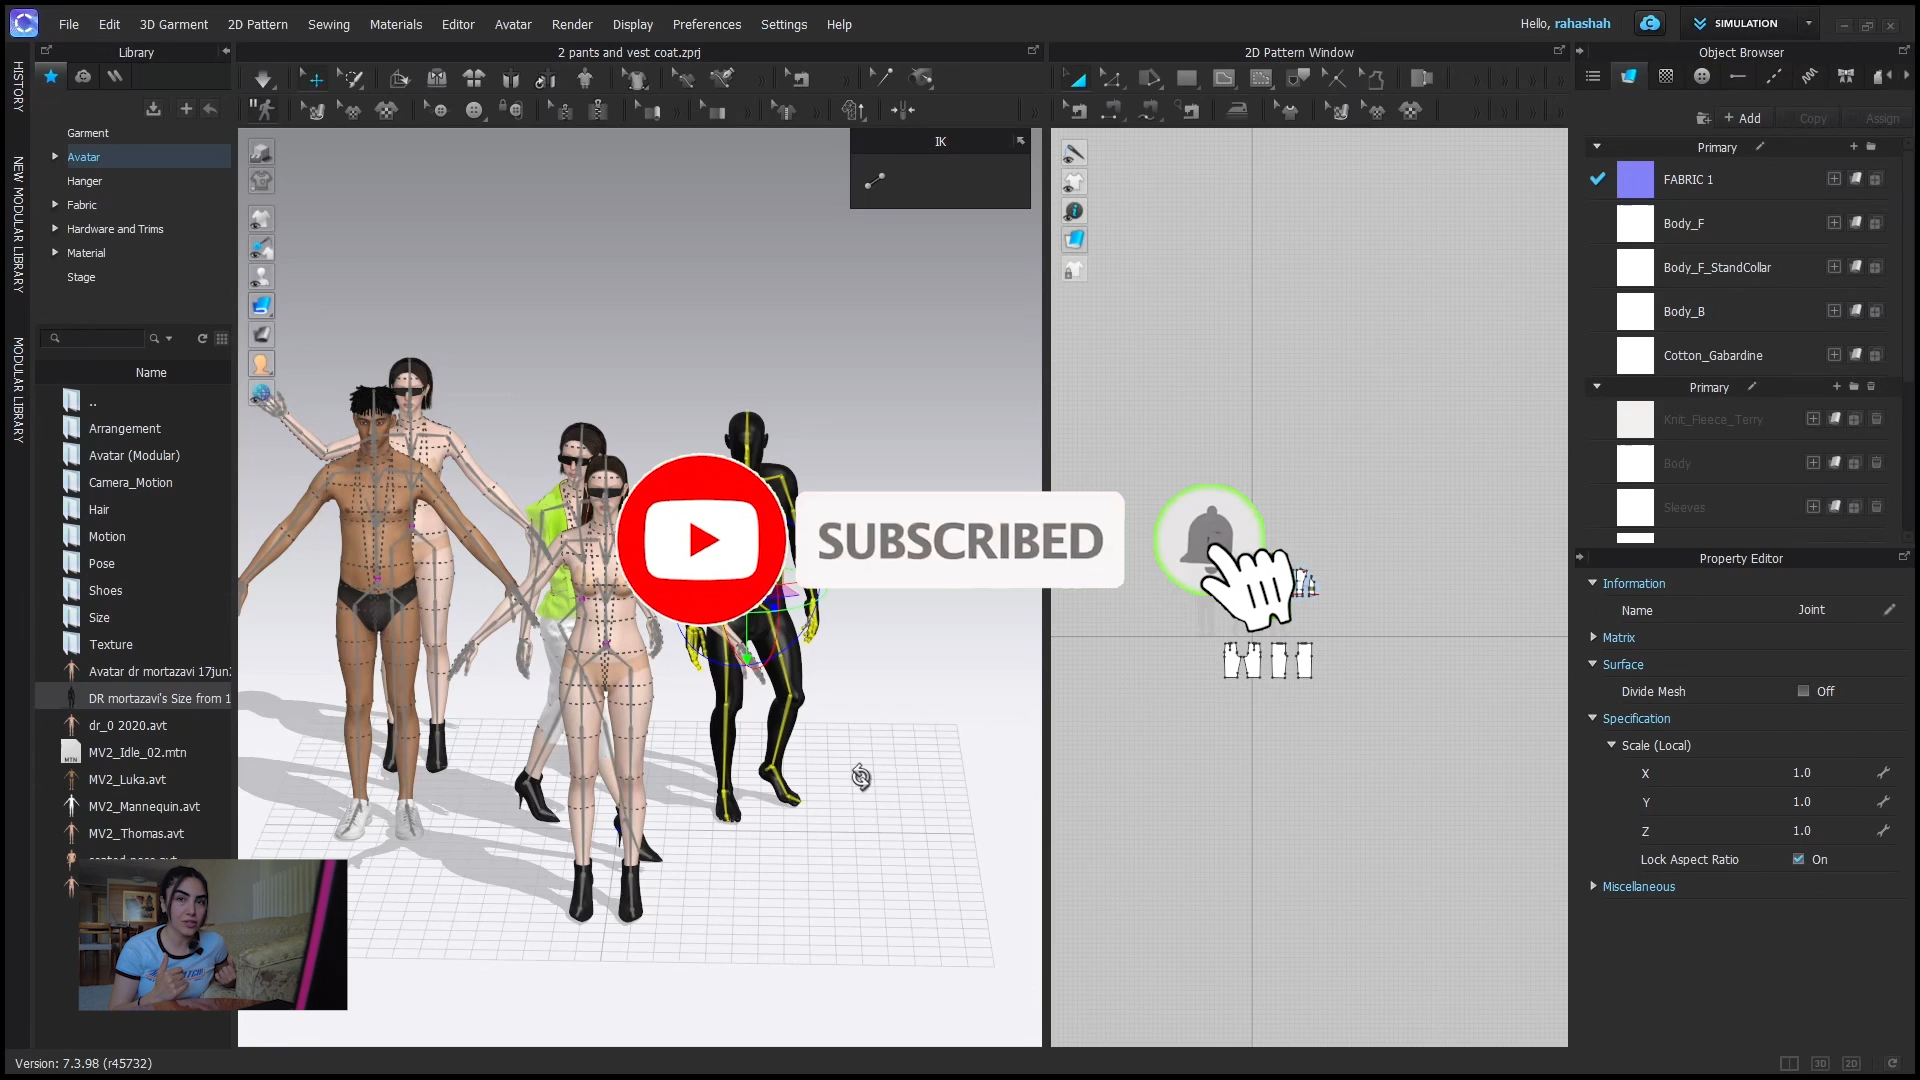 File Edit 3D Garment 2D Pattern Sewing Materials Editor Avatar Render Display Preferences Settings Help
Hello, rahashah
SIMULATION
Library
2 pants and vest coat.zprj
2D Pattern Window
Object Browser
HISTORY
NEW MODULAR LIBRARY
MODULAR LIBRARY
Garment
Avatar
Hanger
Fabric
Hardware and Trims
Material
Stage
Name
..
Arrangement
Avatar (Modular)
Camera_Motion
Hair
Motion
Pose
Shoes
Size
Texture
Avatar dr mortazavi 17jun.
DR mortazavi's Size from 1
dr_0 2020.avt
MV2_Idle_02.mtn
MV2_Luka.avt
MV2_Mannequin.avt
MV2_Thomas.avt
IK
SUBSCRIBED
+ Add Copy Assign
Primary
FABRIC 1
Body_F
Body_F_StandCollar
Body_B
Cotton_Gabardine
Primary
Knit_Fleece_Terry
Body
Sleeves
Property Editor
Information
Name Joint
Matrix
Surface
Divide Mesh Off
Specification
Scale (Local)
X 1.0
Y 1.0
Z 1.0
Lock Aspect Ratio On
Miscellaneous
Version: 7.3.98 (r45732)
3D 2D